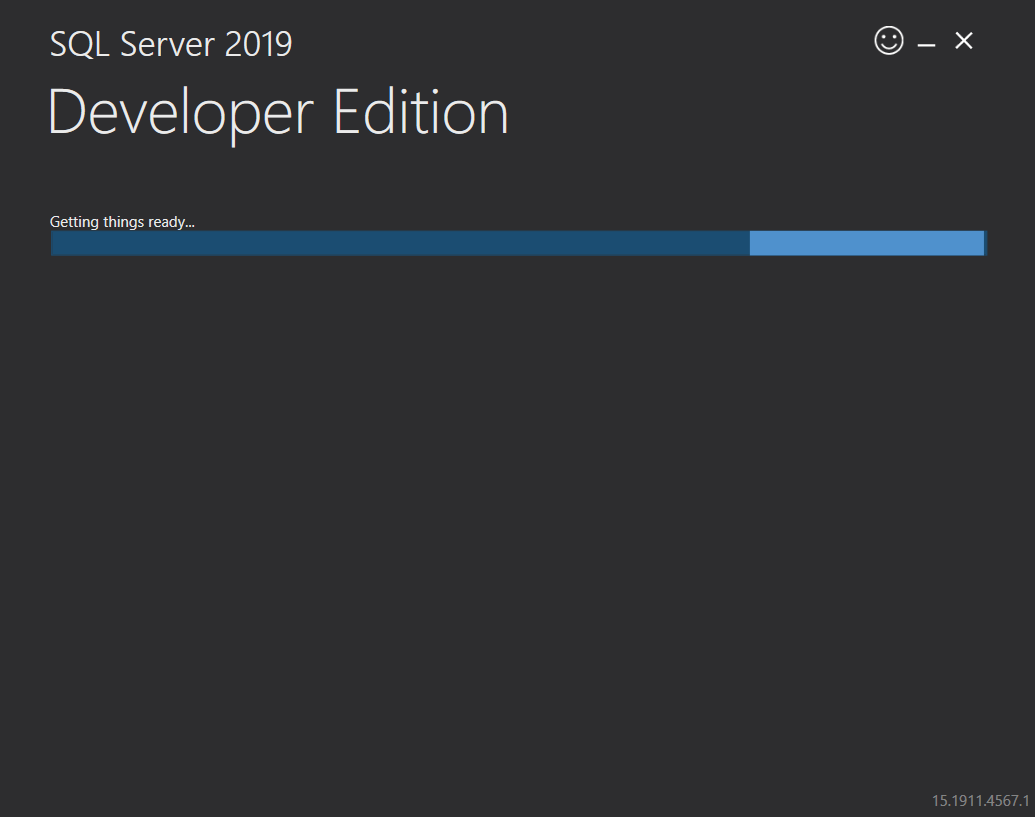 SQL Server 2019
Developer Edition
Getting things ready...
15.1911.4567.1